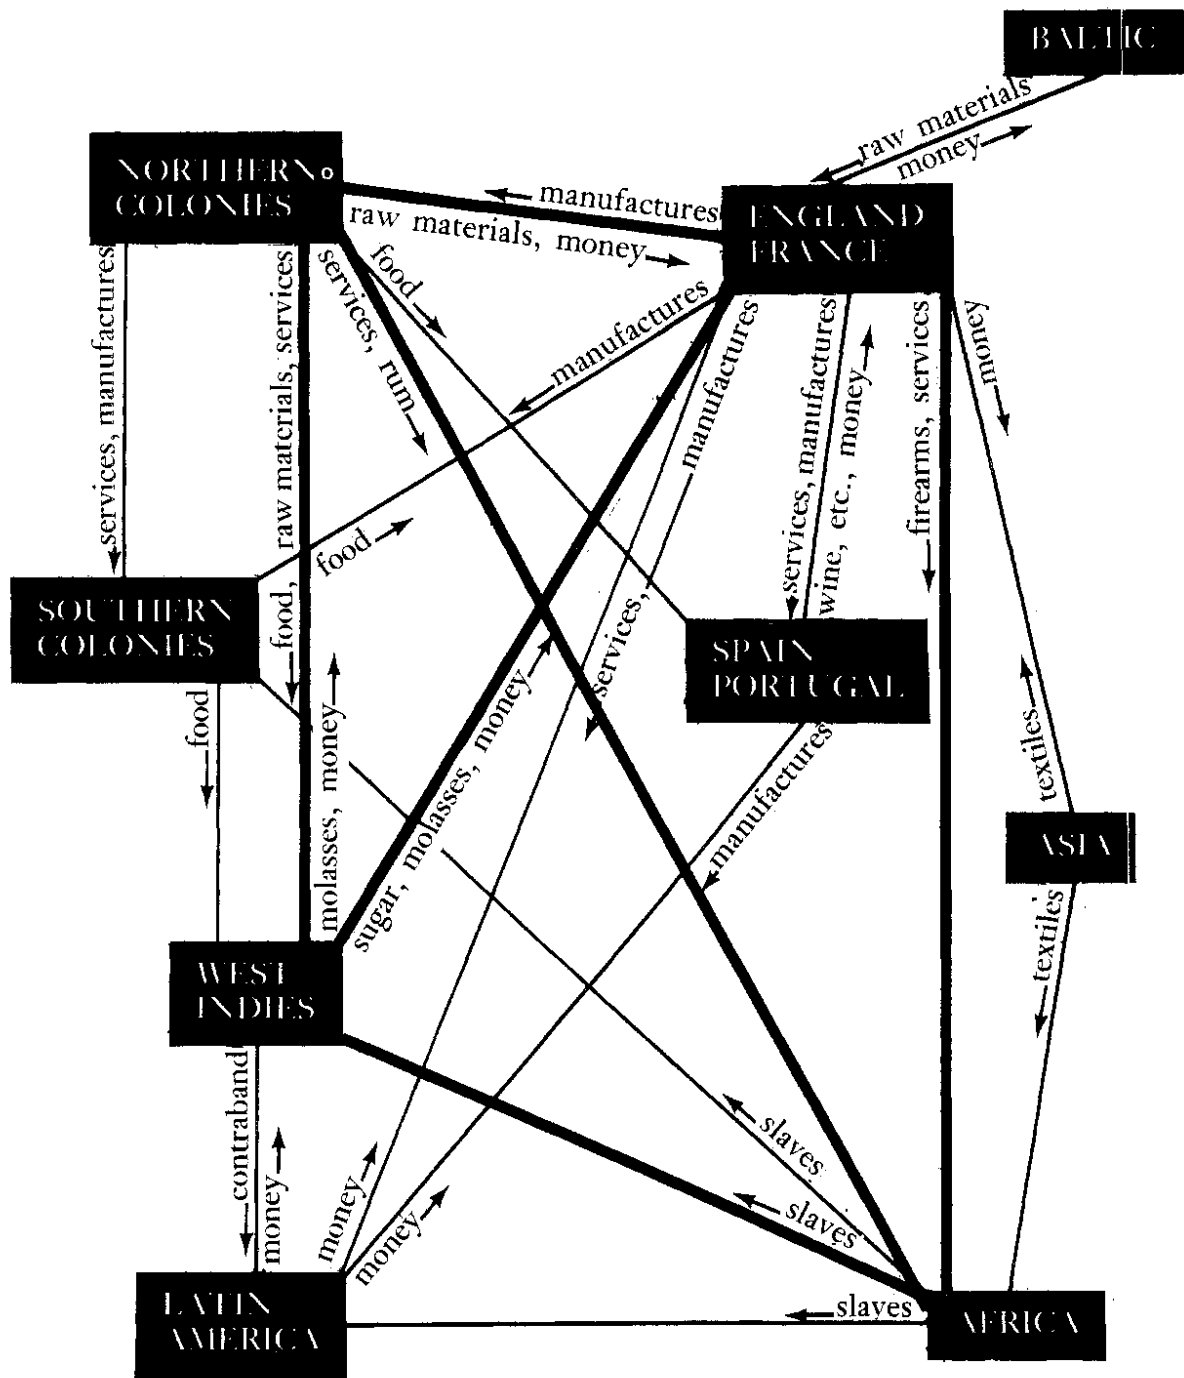 BALTIC
raw materials
money
NORTHERN
COLONIES
manufactures
raw materials, money
ENGLAND
FRANCE
services, manufactures
raw materials, services
food,
services, rum
food
manufactures
food
manufactures
services,
services, manufactures
wine, etc., money
firearms, services
money
SOUTHERN
COLONIES
SPAIN
PORTUGAL
food
molasses, money
sugar, molasses, money
manufactures
textiles
ASIA
textiles
WEST
INDIES
contraband
money
money
money
slaves
slaves
LATIN
AMERICA
slaves
AFRICA